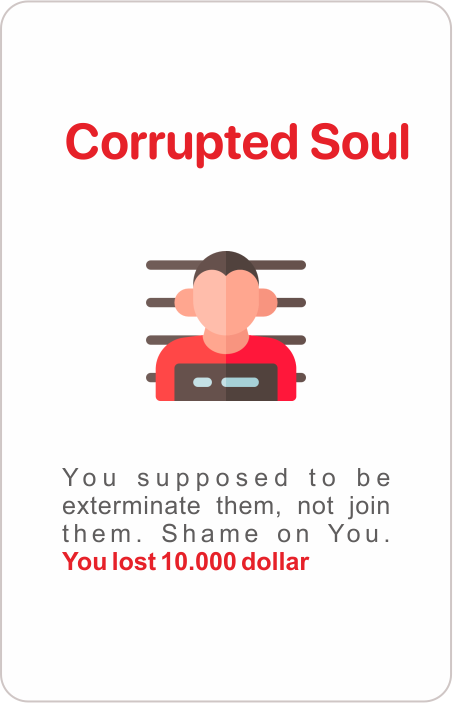 Corrupted Soul
You supposed to be
exterminate them, not join
them. Shame on You.
You lost 10.000 dollar